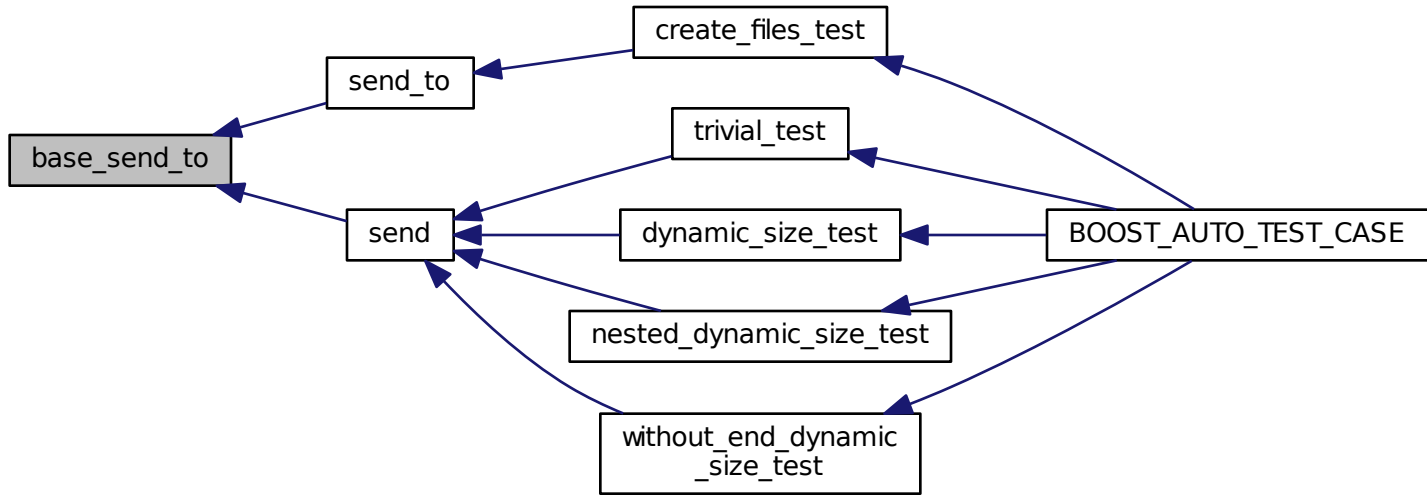 create_files_test
send_to
trivial_test
base_send_to
send
dynamic_size_test
BOOST_AUTO_TEST_CASE
nested_dynamic_size_test
without_end_dynamic
_size_test